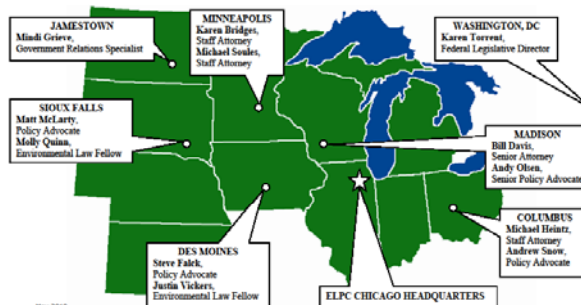 JAMESTOWN
Mindi Grieve,
Government Relations Specialist
MINNEAPOLIS
Karen Bridges,
Staff Attorney
Michael Soules,
Staff Attorney
WASHINGTON, DC
Karen Torrent,
Federal Legislative Director
SIOUX FALLS
Matt McLarty,
Policy Advocate
Molly Quinn,
Environmental Law Fellow
MADISON
Bill Davis,
Senior Attorney
Andy Olsen,
Senior Policy Advocate
COLUMBUS
Michael Heintz,
Staff Attorney
Andrew Snow,
Policy Advocate
DES MOINES
Steve Falck,
Policy Advocate
Justin Vickers,
Environmental Law Fellow
ELPC CHICAGO HEADQUARTERS